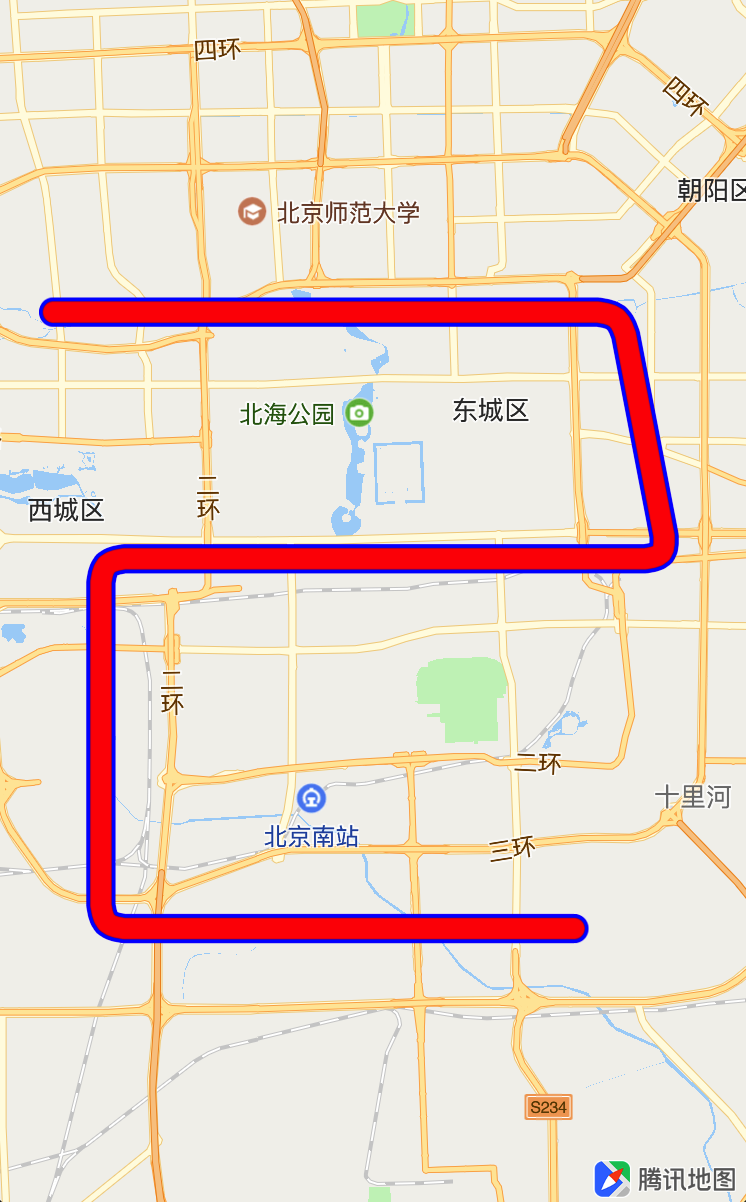 四环
四环
朝阳区
北京师范大学
北海公园
东城区
二环
西城区
二环
二环
十里河
北京南站
三环
S234
腾讯地图